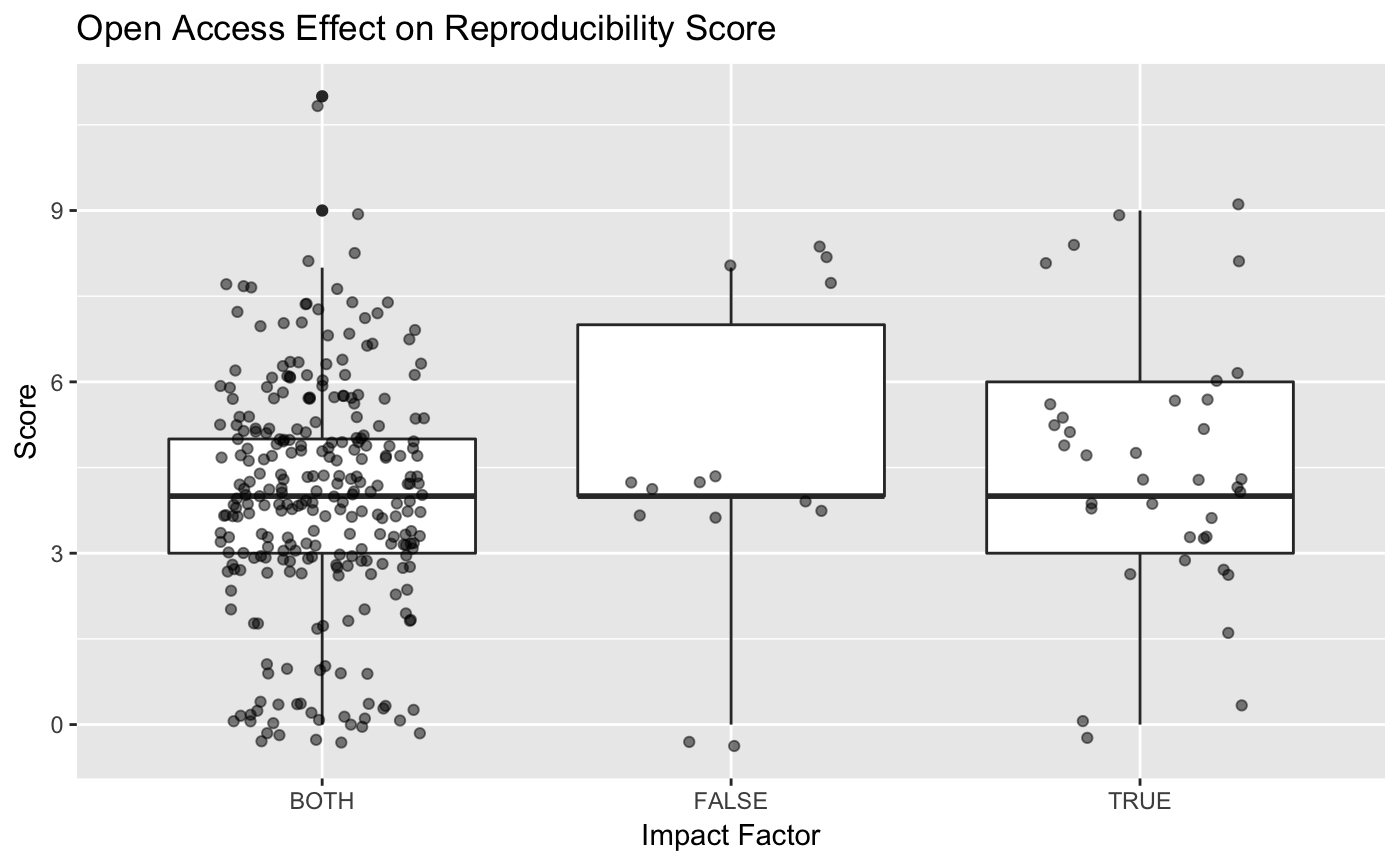 Open Access Effect on Reproducibility Score
Score
9
6
3
0
BOTH FALSE TRUE
Impact Factor